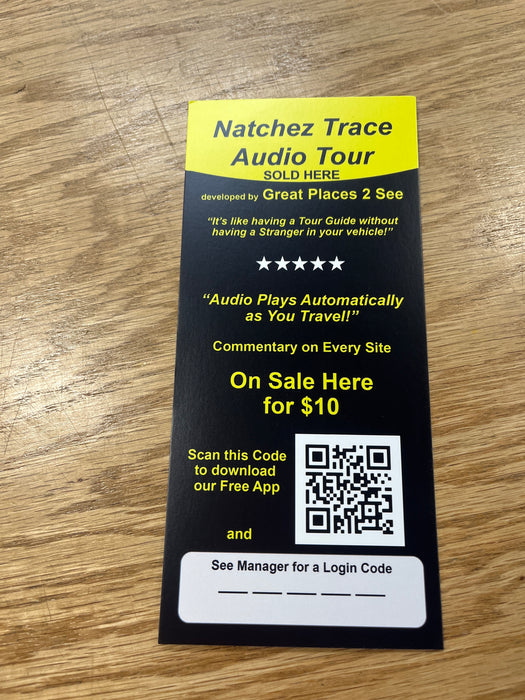 Natchez Trace
Audio Tour
SOLD HERE
developed by Great Places 2 See
“It's like having a Tour Guide without
having a Stranger in your vehicle!”
“Audio Plays Automatically
as You Travel!”
Commentary on Every Site
On Sale Here
for $10
Scan this Code
to download
our Free App
and
See Manager for a Login Code